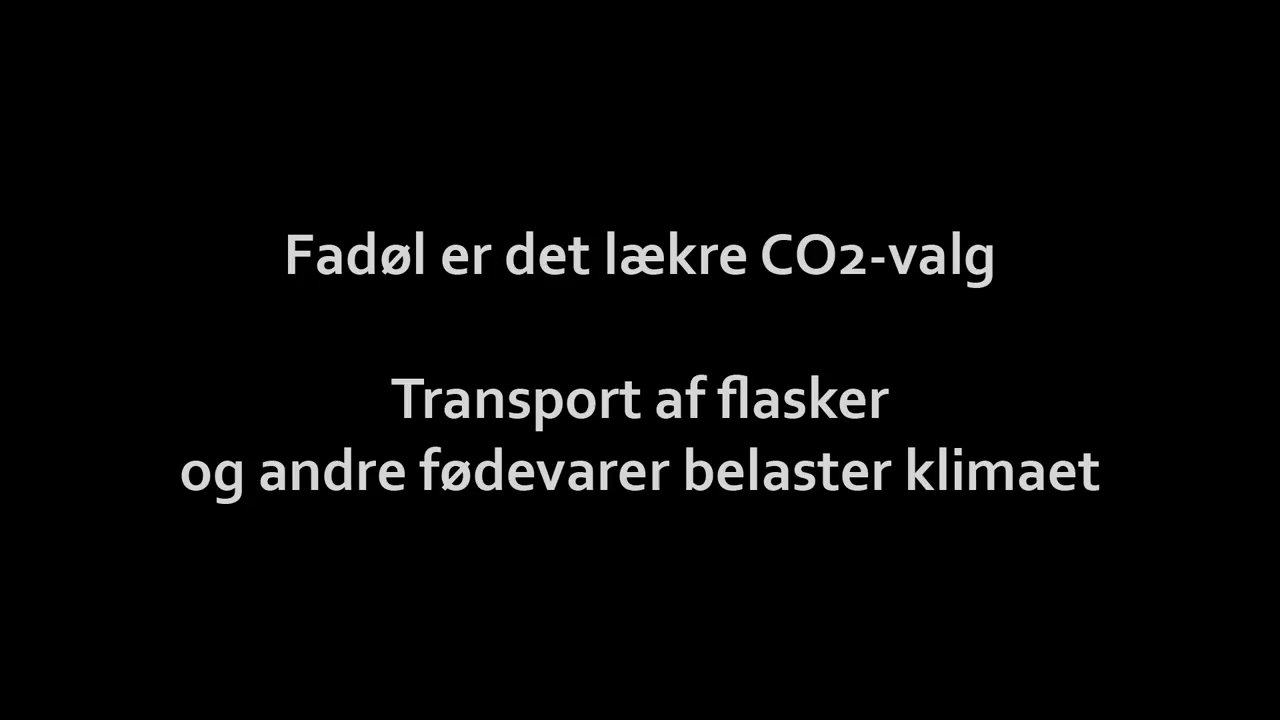 Fadøl er det lækre CO2-valg
Transport af flasker
og andre fødevarer belaster klimaet